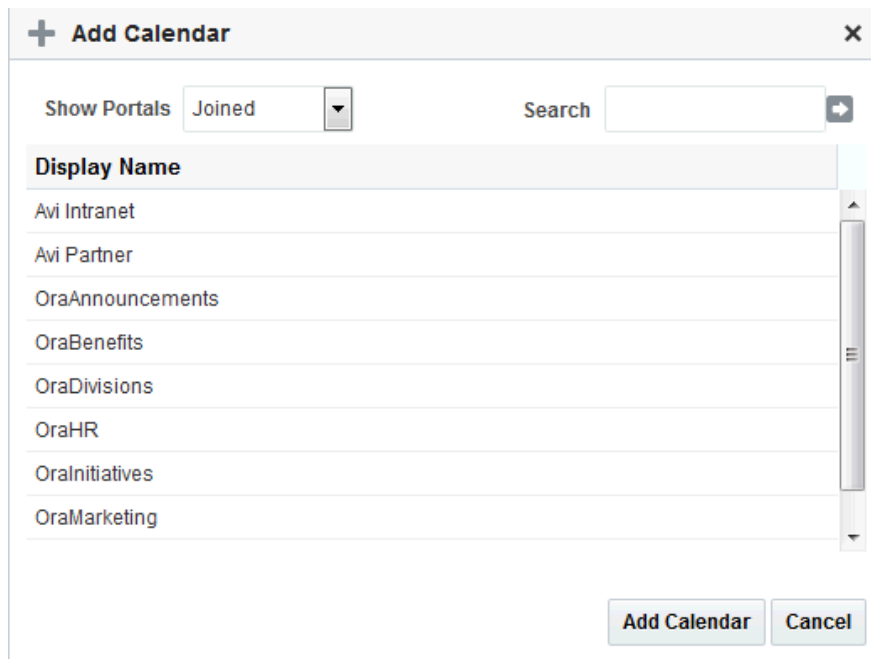 Add Calendar
Show Portals Joined Search
Display Name
Avi Intranet
Avi Partner
OraAnnouncements
OraBenefits
OraDivisions
OraHR
OraInitiatives
OraMarketing
Add Calendar Cancel